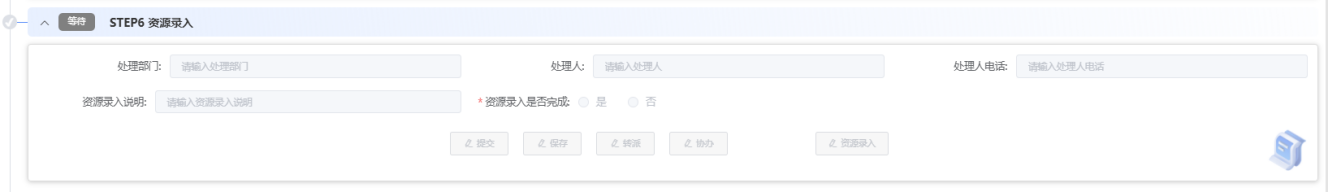 等待 STEP6 资源录入
处理部门: 请输入处理部门 处理人: 请输入处理人 处理人电话: 请输入处理人电话
资源录入说明: 请输入资源录入说明 * 资源录入是否完成: 是 否
提交 保存 转派 协办 资源录入